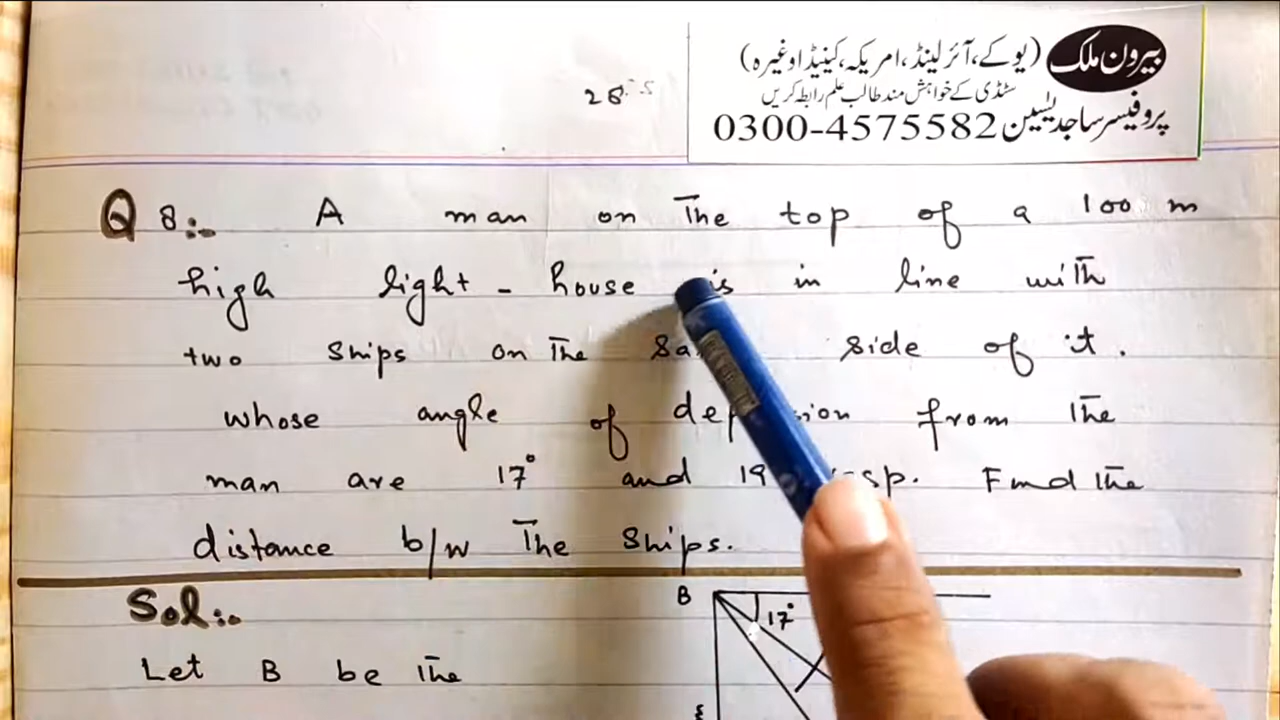 بیرون ملک (یوکے، آئرلینڈ، امریکہ، کینیڈا وغیرہ)
سٹڈی کے خواہش مند طالب علم رابطہ کریں
پروفیسر ساجد یٰسین 0300-4575582
28
Q 8:- A man on The top of a 100 m
high light - house is in line with
two ships on The side of it.
whose angle of from The
man are 17° and 19 Find The
distance b/w The ships.
Sol:-
B
17°
Let B be The